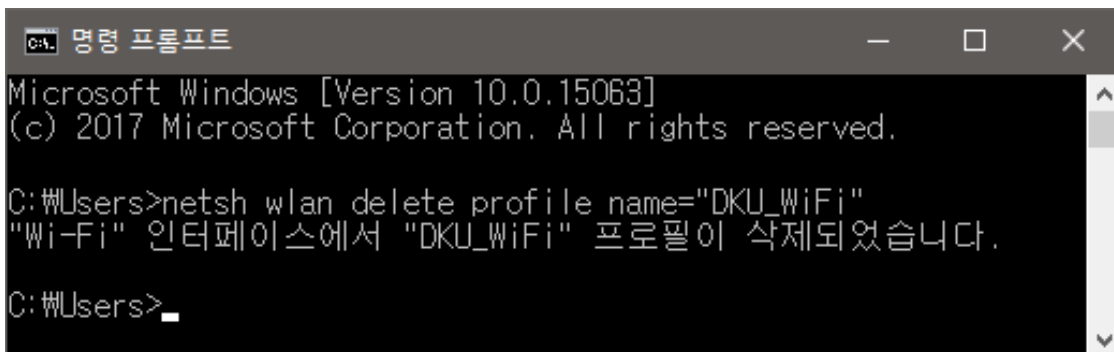 명령 프롬프트
Microsoft Windows [Version 10.0.15063]
(c) 2017 Microsoft Corporation. All rights reserved.
C:₩Users>netsh wlan delete profile name="DKU_WiFi"
"Wi-Fi" 인터페이스에서 "DKU_WiFi" 프로필이 삭제되었습니다.
C:₩Users>